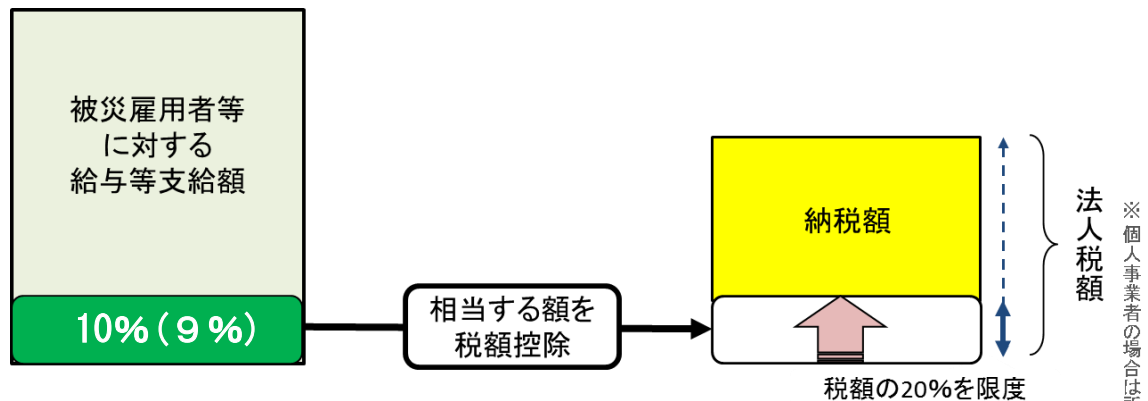 被災雇用者等
に対する
給与等支給額
10%(９%)
相当する額を
税額控除
納税額
税額の20%を限度
法人税額
※個人事業者の場合は